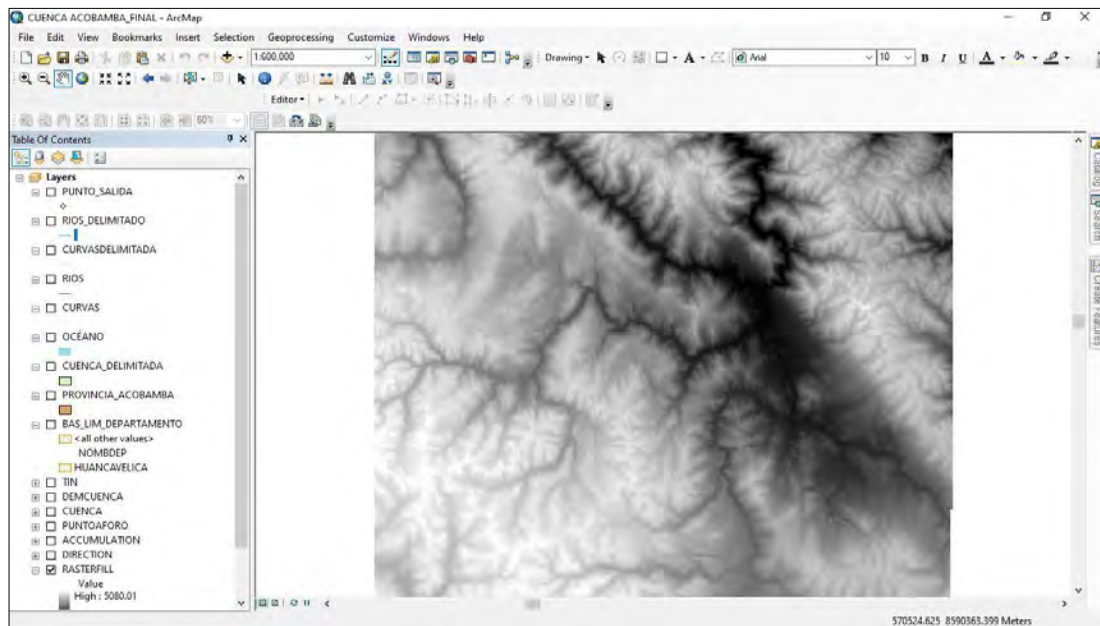 CUENCA ACOBAMBA_FINAL - ArcMap
File Edit View Bookmarks Insert Selection Geoprocessing Customize Windows Help
1:600,000
Drawing
A
Arial
10
B I U A
Editor
60%
Table Of Contents
Layers
PUNTO_SALIDA
RIOS_DELIMITADO
CURVASDELIMITADA
RIOS
CURVAS
OCÉANO
CUENCA_DELIMITADA
PROVINCIA_ACOBAMBA
BAS_LIM_DEPARTAMENTO
<all other values>
NOMBDEP
HUANCAVELICA
TIN
DEMCUENCA
CUENCA
PUNTOAFORO
ACCUMULATION
DIRECTION
RASTERFILL
Value
High : 5080.01
Catalog
Search
Create Features
570524.625 8590363.399 Meters